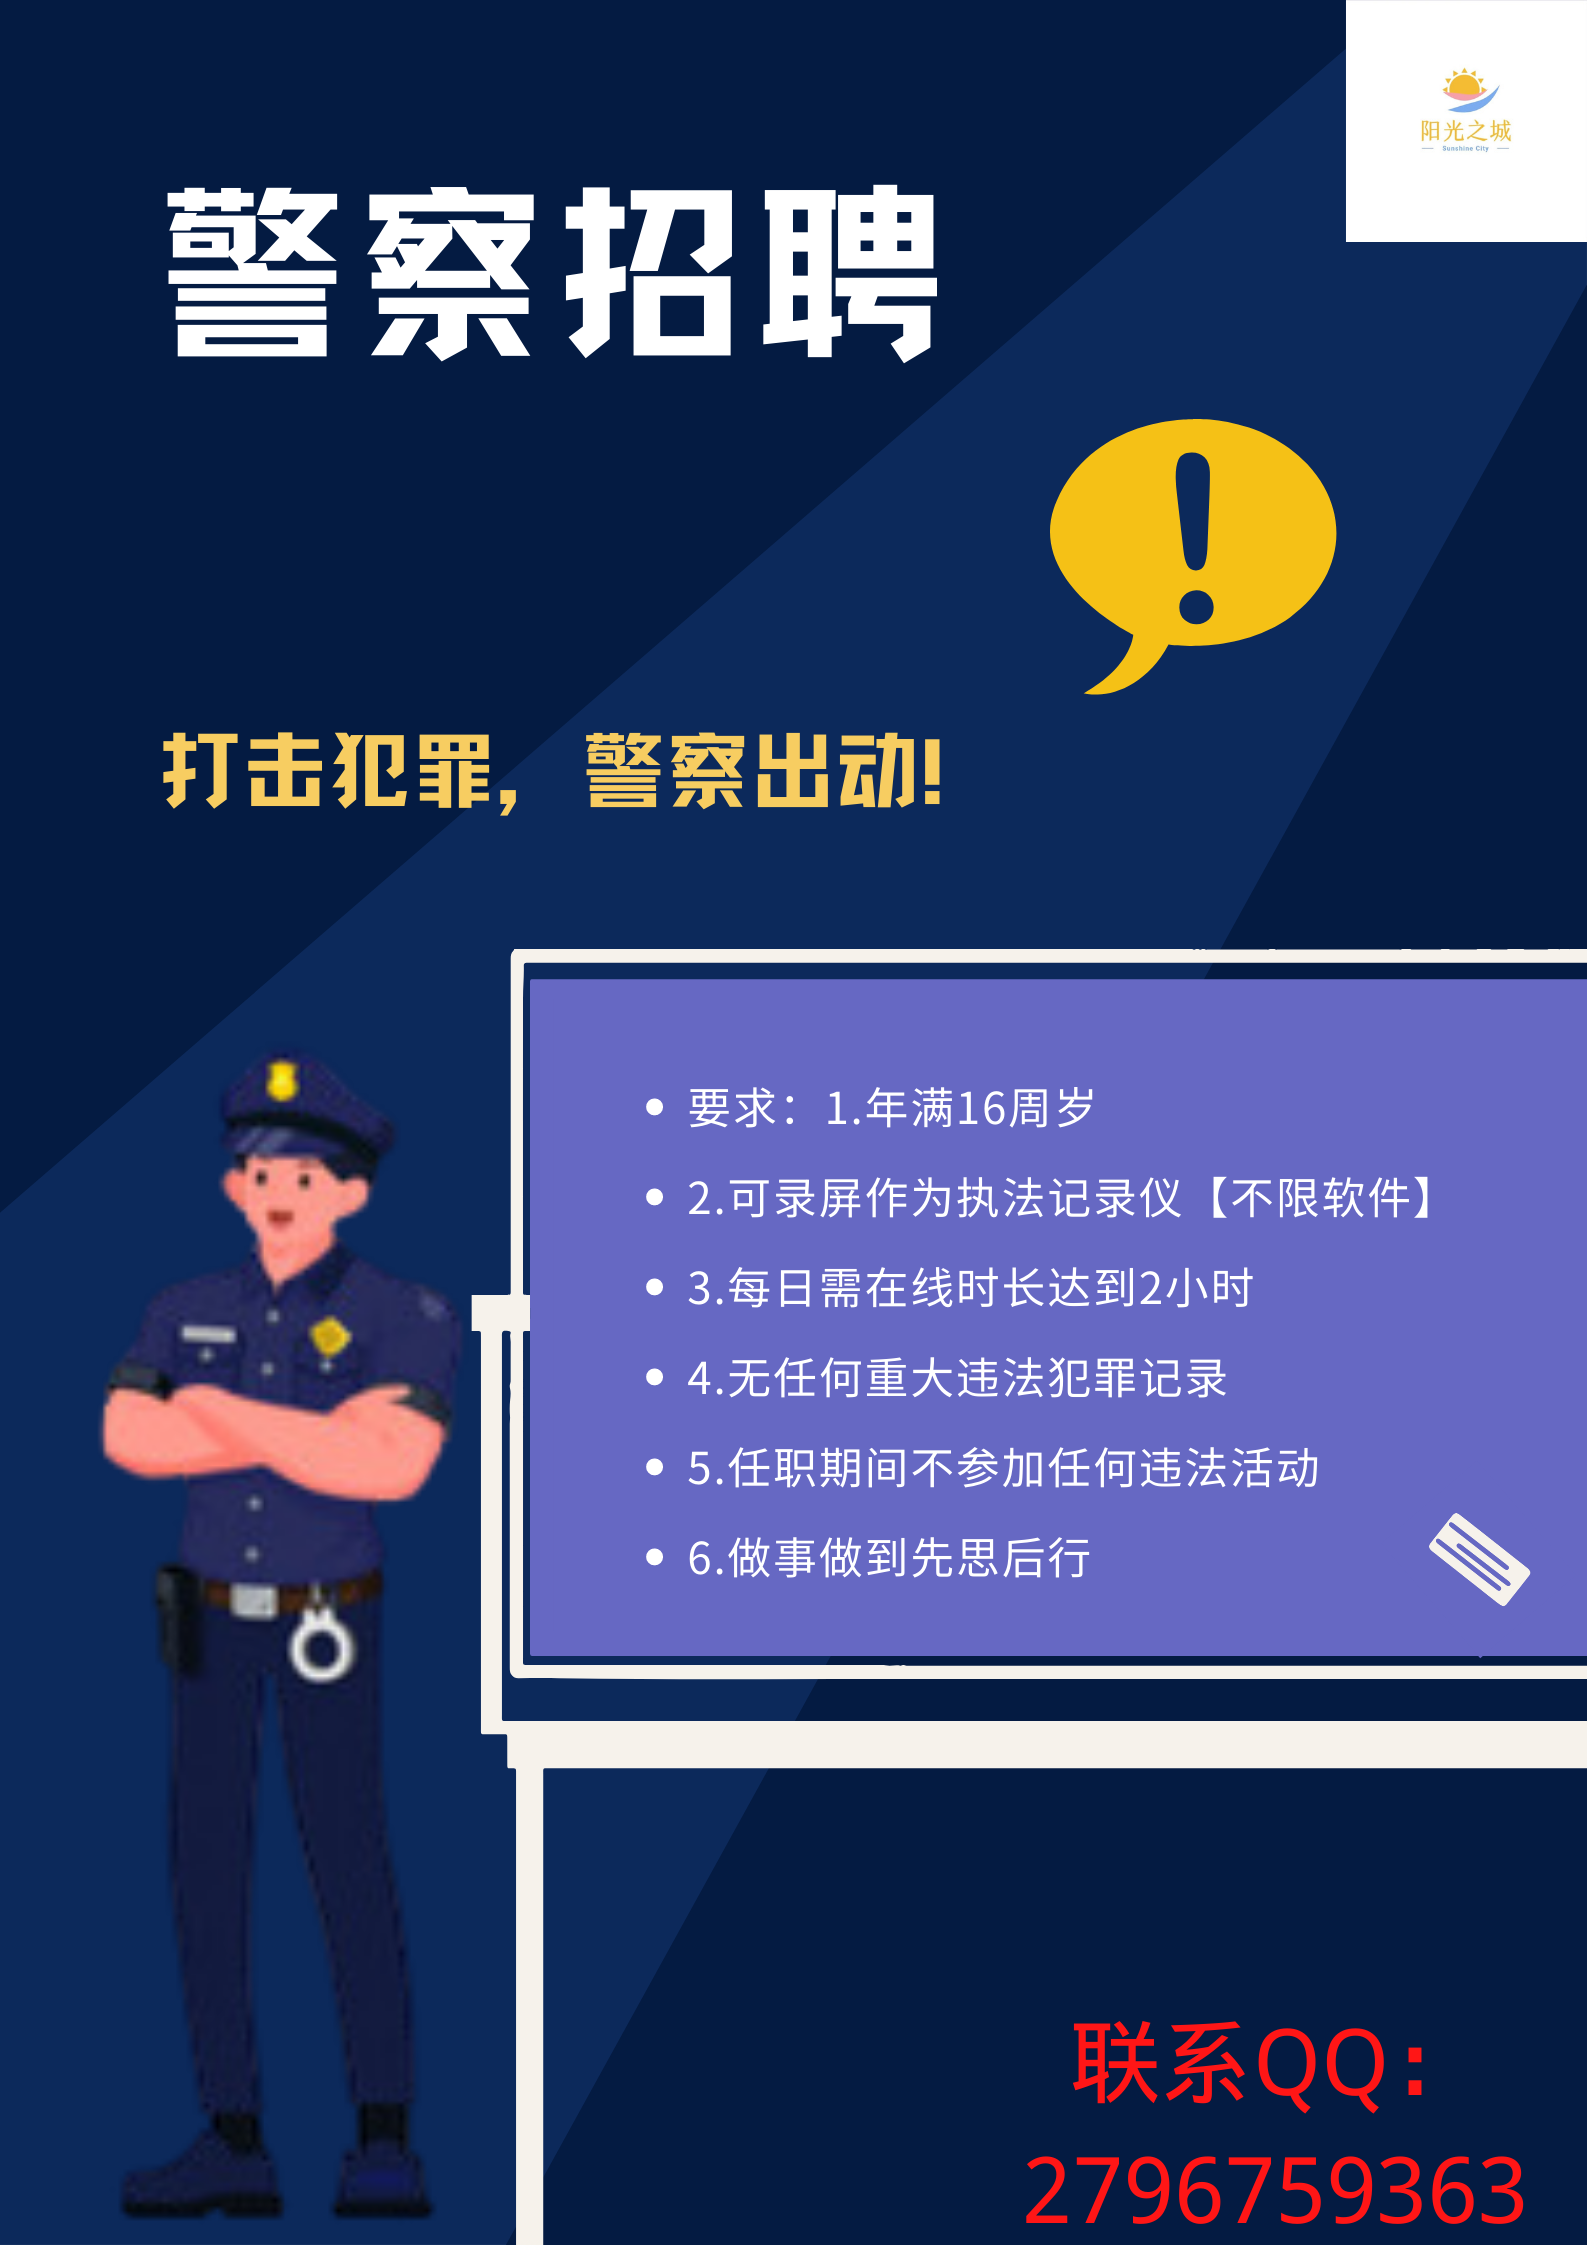 阳光之城
Sunshine City
警察招聘
打击犯罪，警察出动!
要求：1.年满16周岁
2.可录屏作为执法记录仪【不限软件】
3.每日需在线时长达到2小时
4.无任何重大违法犯罪记录
5.任职期间不参加任何违法活动
6.做事做到先思后行
联系QQ：
2796759363